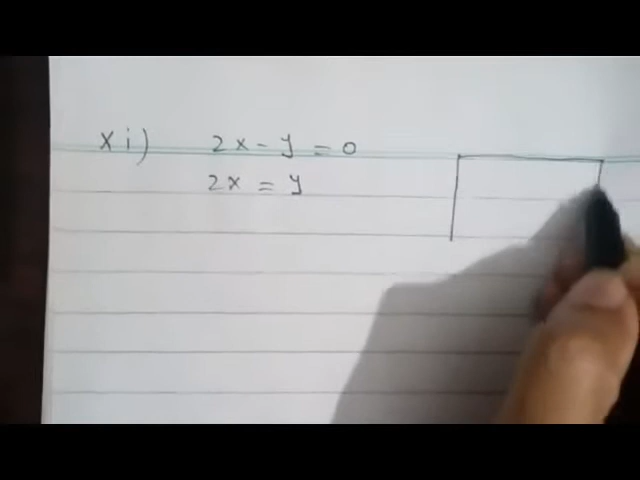 xi) 2x - y = 0
2x = y